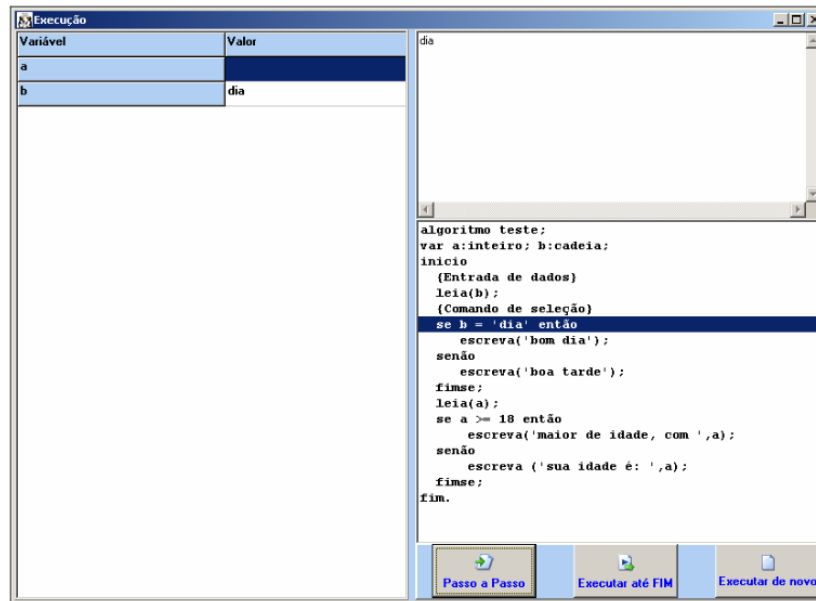 Execução
Variável Valor
a
b dia
dia
algoritmo teste;
var a:inteiro; b:cadeia;
inicio
{Entrada de dados}
leia(b);
{Comando de seleção}
se b = 'dia' então
escreva('bom dia');
senão
escreva('boa tarde');
fimse;
leia(a);
se a >= 18 então
escreva('maior de idade, com ',a);
senão
escreva ('sua idade é: ',a);
fimse;
fim.
Passo a Passo Executar até FIM Executar de novo